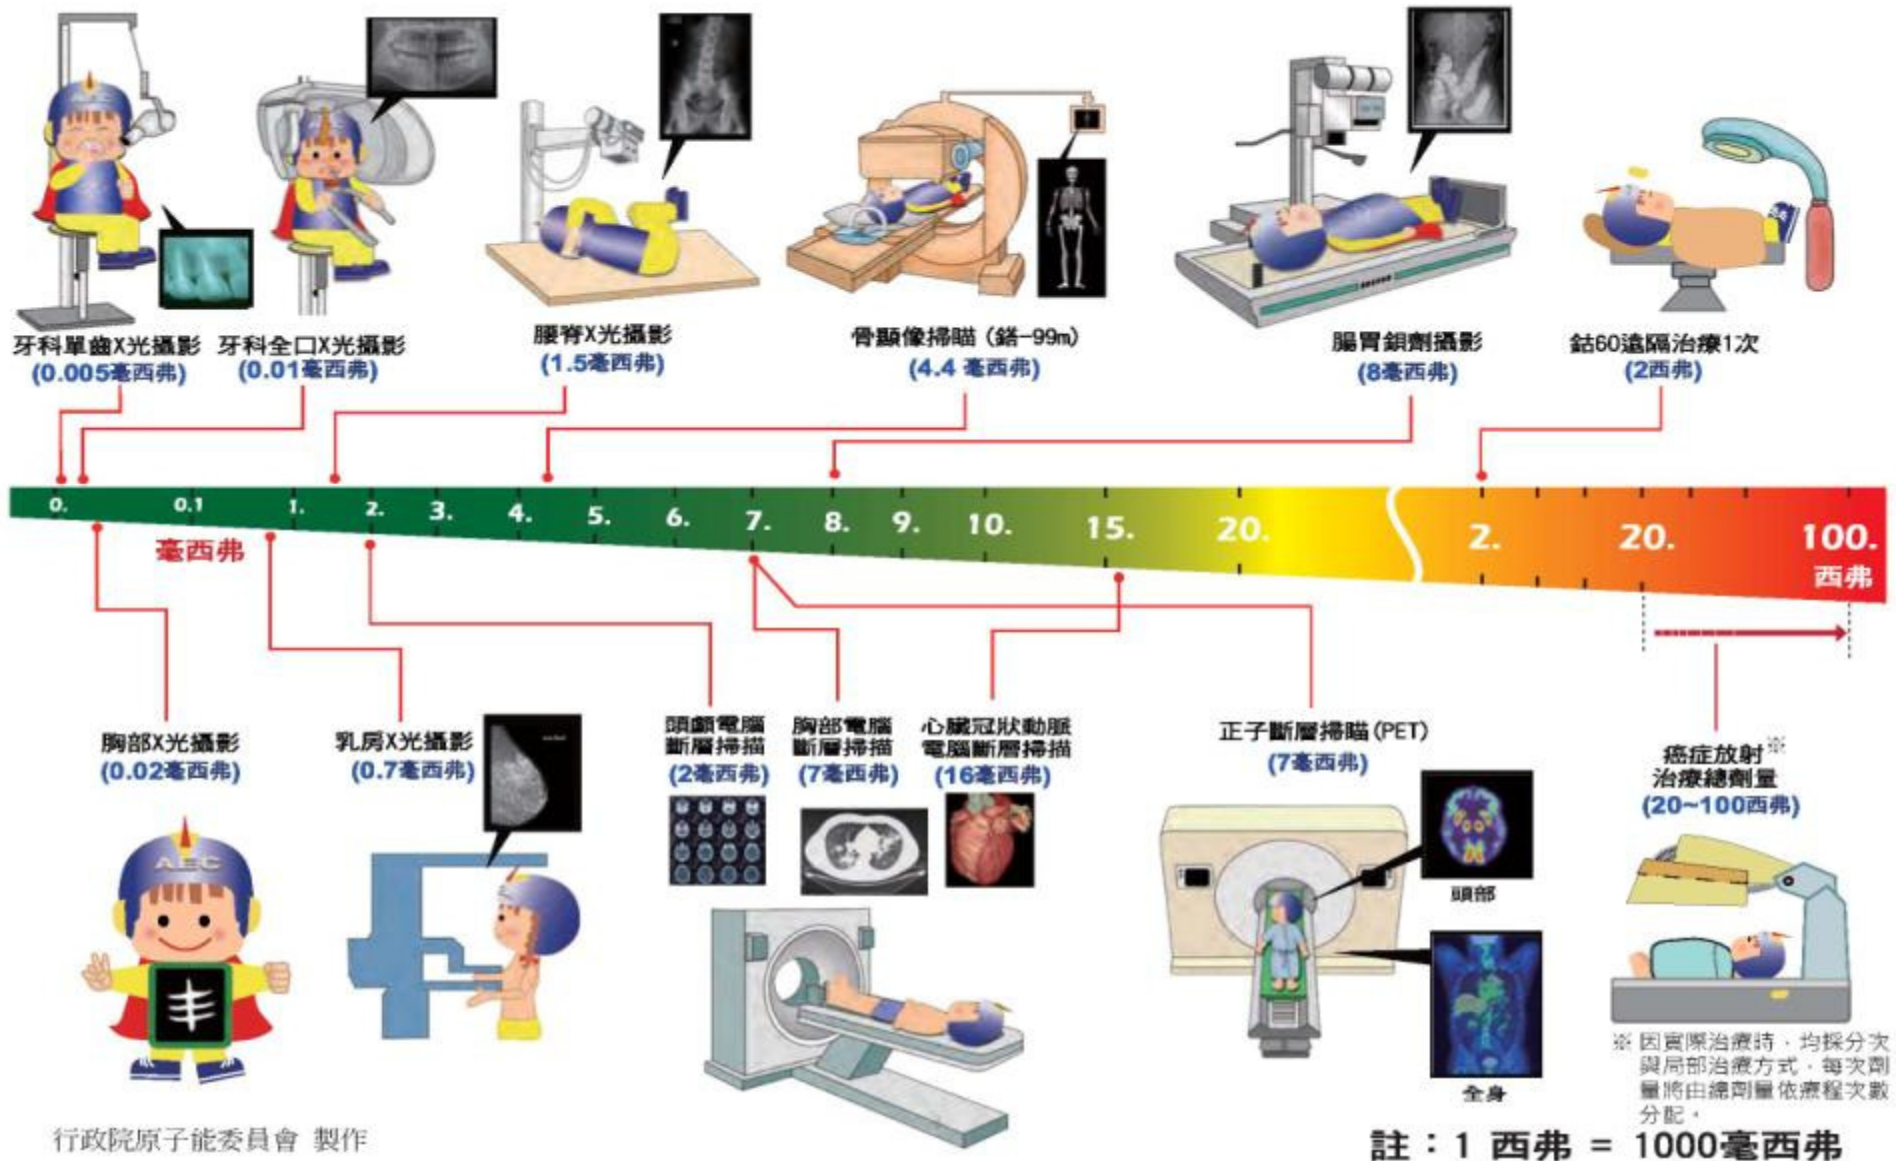 AEC
牙科單齒X光攝影
(0.005毫西弗)
牙科全口X光攝影
(0.01毫西弗)
腰脊X光攝影
(1.5毫西弗)
骨顯像掃瞄 (鎝-99m)
(4.4 毫西弗)
腸胃鋇劑攝影
(8毫西弗)
鈷60遠隔治療1次
(2西弗)
0. 0.1 1. 2. 3. 4. 5. 6. 7. 8. 9. 10. 15. 20. 2. 20. 100.
毫西弗
西弗
胸部X光攝影
(0.02毫西弗)
乳房X光攝影
(0.7毫西弗)
頭顱電腦
斷層掃描
(2毫西弗)
胸部電腦
斷層掃描
(7毫西弗)
心臟冠狀動脈
電腦斷層掃描
(16毫西弗)
正子斷層掃瞄(PET)
(7毫西弗)
癌症放射※
治療總劑量
(20~100西弗)
AEC
頭部
全身
※ 因實際治療時，均採分次
與局部治療方式，每次劑
量將由總劑量依療程次數
分配。
行政院原子能委員會 製作
註：1 西弗 = 1000毫西弗